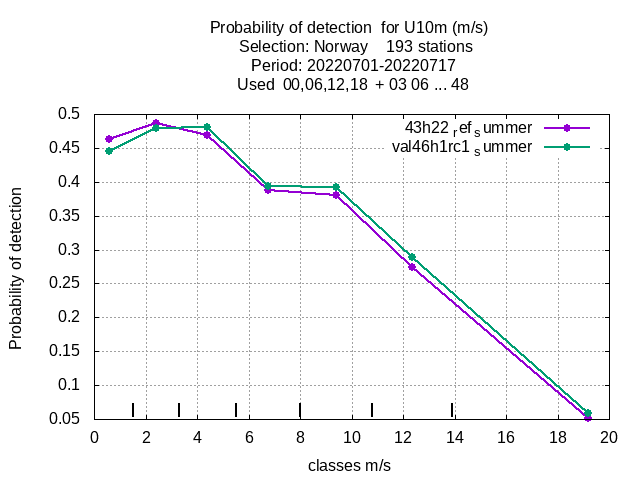 Probability of detection for U10m (m/s)
Selection: Norway 193 stations
Period: 20220701-20220717
Used 00,06,12,18 + 03 06 ... 48
43h22ref summer
val46h1rc1 summer
Probability of detection
0.5
0.45
0.4
0.35
0.3
0.25
0.2
0.15
0.1
0.05
0 2 4 6 8 10 12 14 16 18 20
classes m/s